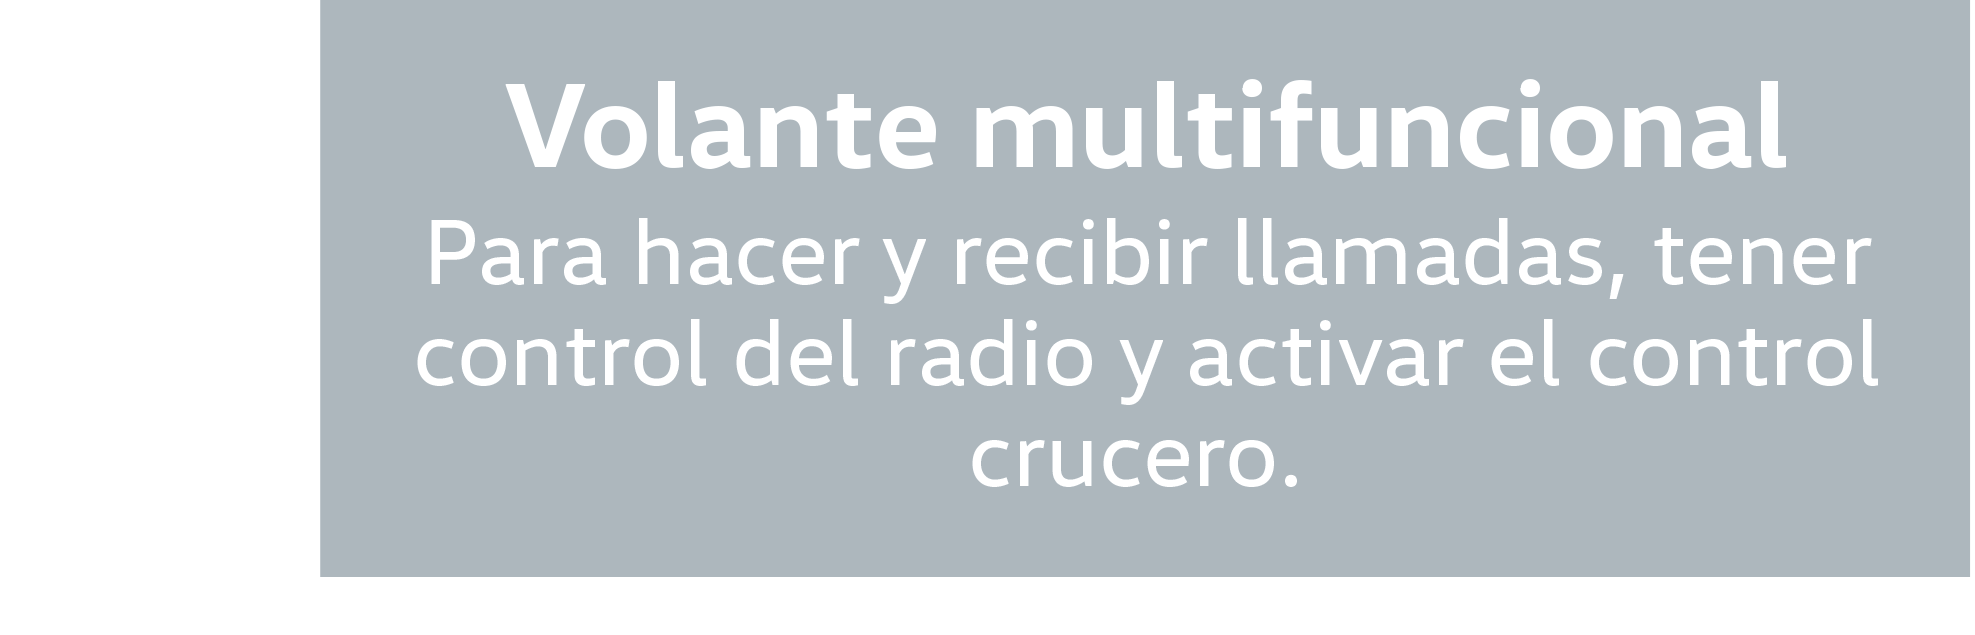 Volante multifuncional
Para hacer y recibir llamadas, tener
control del radio y activar el control
crucero.